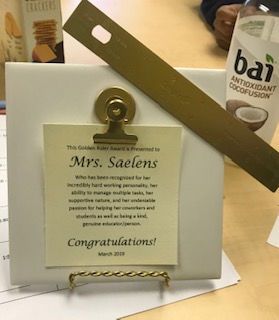 CRACKERS
bai
ANTIOXIDANT
COCOFUSION
This Golden Ruler Award is Presented to
Mrs. Saelens
Who has been recognized for her
incredibly hard working personality, her
ability to manage multiple tasks, her
supportive nature, and her undeniable
passion for helping her coworkers and
students as well as being a kind,
genuine educator/person.
Congratulations!
March 2019